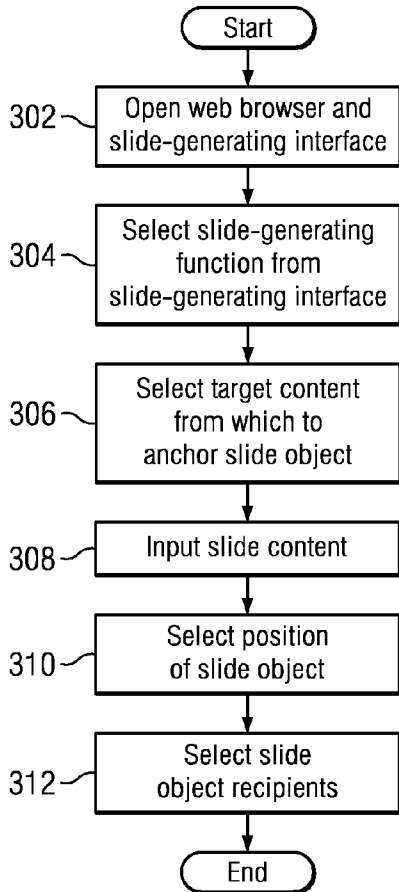 Start
302
Open web browser and
slide-generating interface
304
Select slide-generating
function from
slide-generating interface
306
Select target content
from which to
anchor slide object
308
Input slide content
310
Select position
of slide object
312
Select slide
object recipients
End